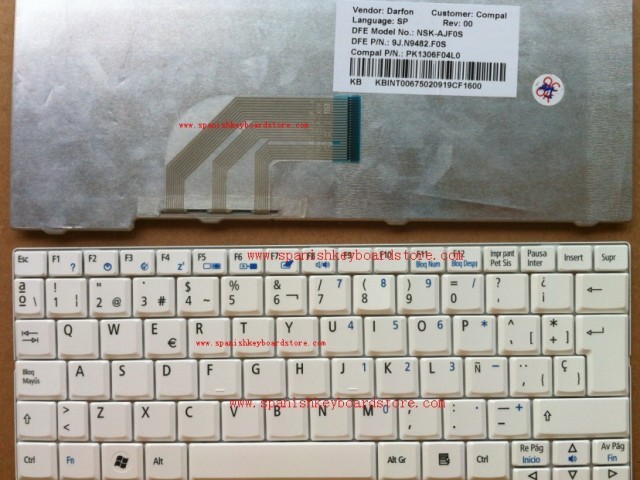 Vendor: Darfon Customer: Compal
Language: SP Rev: 00
DFE Model No.: NSK-AJF0S
DFE P/N.: 9J.N9482.F0S
Compal P/N.: PK1306F04L0
KB KBINT00675020919CF1600
www.spanishkeyboardstore.com
Esc F1 ? F2 F3 F4 F5 F6 F7 F8 F9 F10 F11 Bloq Num F12 Bloq Despl Impr pant Pet Sis Pausa Inter Insert Supr
www.spanishkeyboardstore.com
ª º \ ! 1 | " 2 @ · 3 # $ 4 ~ % 5 & 6 ¬ / 7 7 ( 8 8 ) 9 9 = 0 / ? ' ¡ ¿ ←
Q W E € R T Y U 4 I 5 O 6 P * ^ ` [ * + ]
www.spanishkeyboardstore.com
Bloq Mayús A S D F G H J 1 K 2 L 3 Ñ - ¨ ´ { Ç }
www.spanishkeyboardstore.com
⇧ > < Z X C V B N M 0 ; , : . _ - + ⇧
Ctrl Fn Alt Alt Gr Ctrl Re Pág Inicio Av Pág Fin